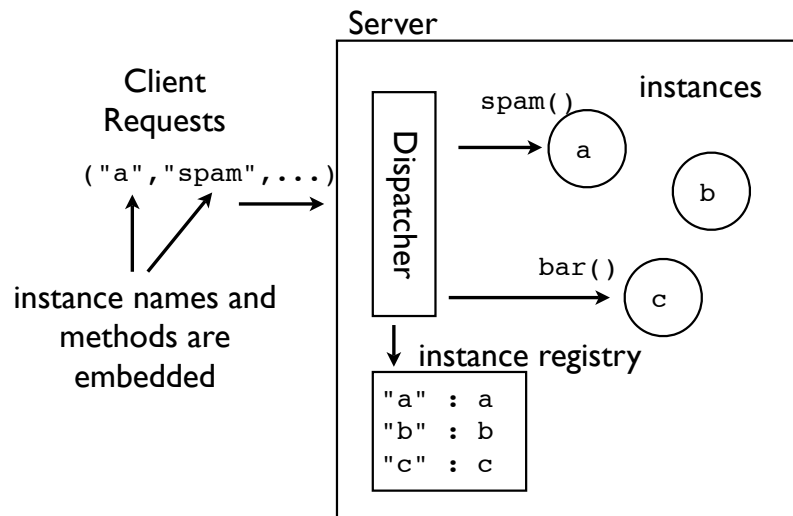 Server
Client
Requests
("a","spam",...)
instance names and
methods are
embedded
Dispatcher
spam()
instances
a
b
bar()
c
instance registry
"a" : a
"b" : b
"c" : c